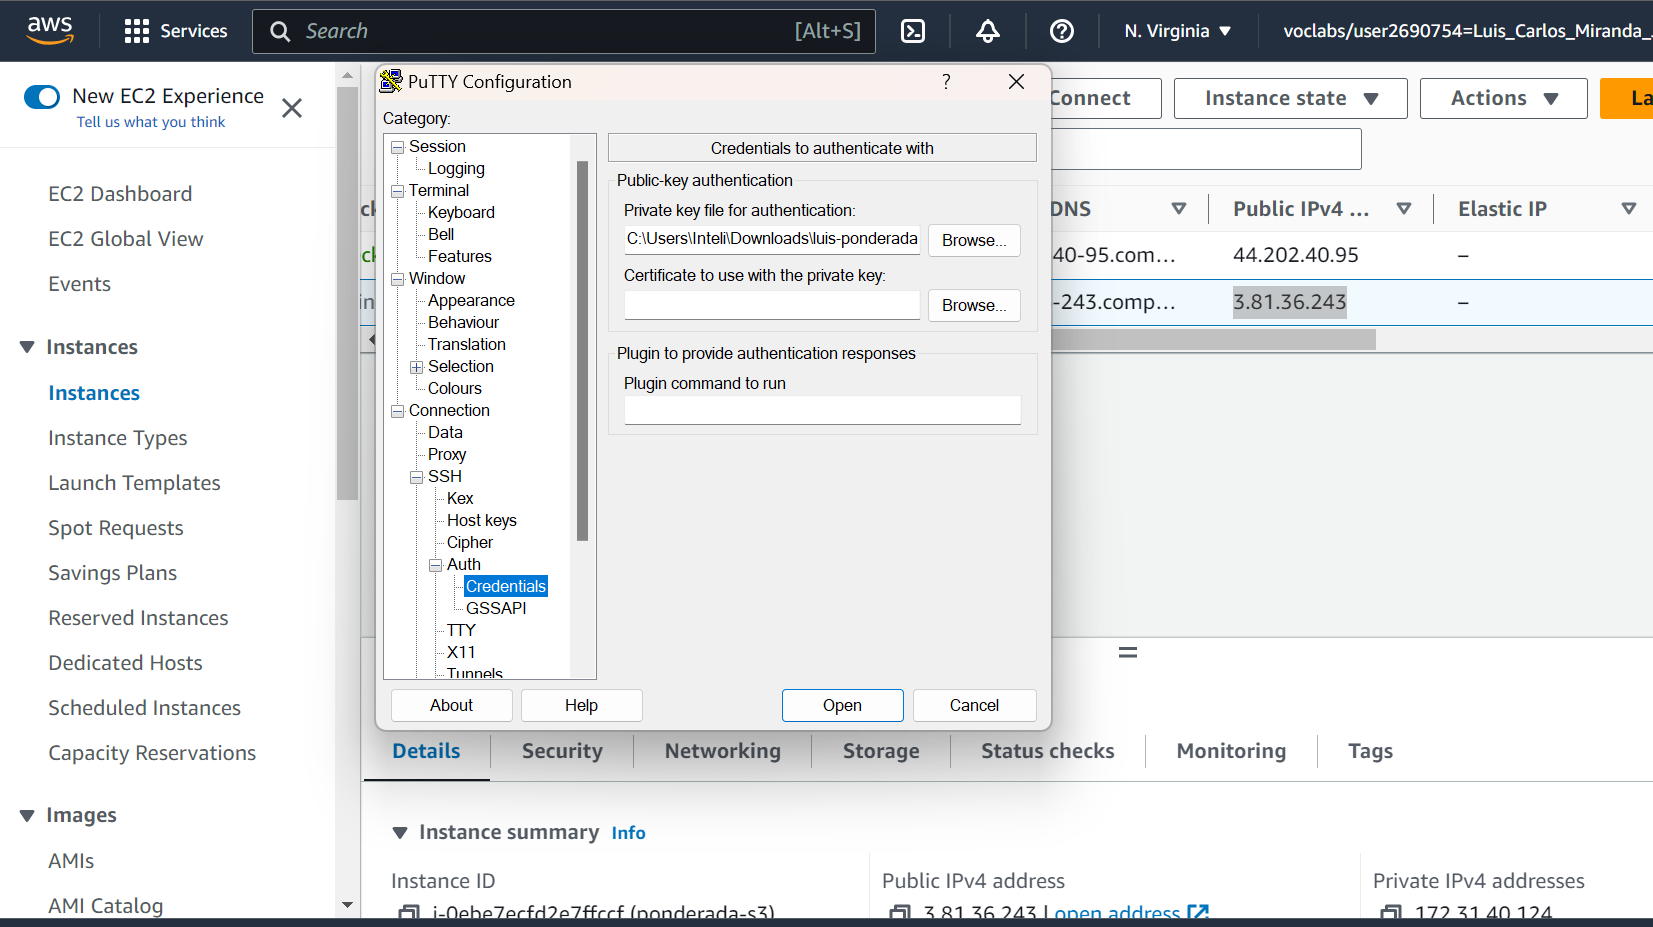 aws
Services
Search
[Alt+S]
N. Virginia
voclabs/user2690754=Luis_Carlos_Miranda_
New EC2 Experience
Tell us what you think
EC2 Dashboard
EC2 Global View
Events
Instances
Instances
Instance Types
Launch Templates
Spot Requests
Savings Plans
Reserved Instances
Dedicated Hosts
Scheduled Instances
Capacity Reservations
Images
AMIs
AMI Catalog
PuTTY Configuration
?
Category:
Session
Logging
Terminal
Keyboard
Bell
Features
Window
Appearance
Behaviour
Translation
Selection
Colours
Connection
Data
Proxy
SSH
Kex
Host keys
Cipher
Auth
Credentials
GSSAPI
TTY
X11
Tunnels
Credentials to authenticate with
Public-key authentication
Private key file for authentication:
C:\Users\Inteli\Downloads\luis-ponderada
Browse...
Certificate to use with the private key:
Browse...
Plugin to provide authentication responses
Plugin command to run
About
Help
Open
Cancel
Connect
Instance state
Actions
La
DNS
Public IPv4 ...
Elastic IP
40-95.com...
44.202.40.95
–
-243.comp...
3.81.36.243
–
Details
Security
Networking
Storage
Status checks
Monitoring
Tags
Instance summary Info
Instance ID
i-0ebe7ecfd2e7ffccf (ponderada-s3)
Public IPv4 address
3.81.36.243 | open address
Private IPv4 addresses
172.31.40.124